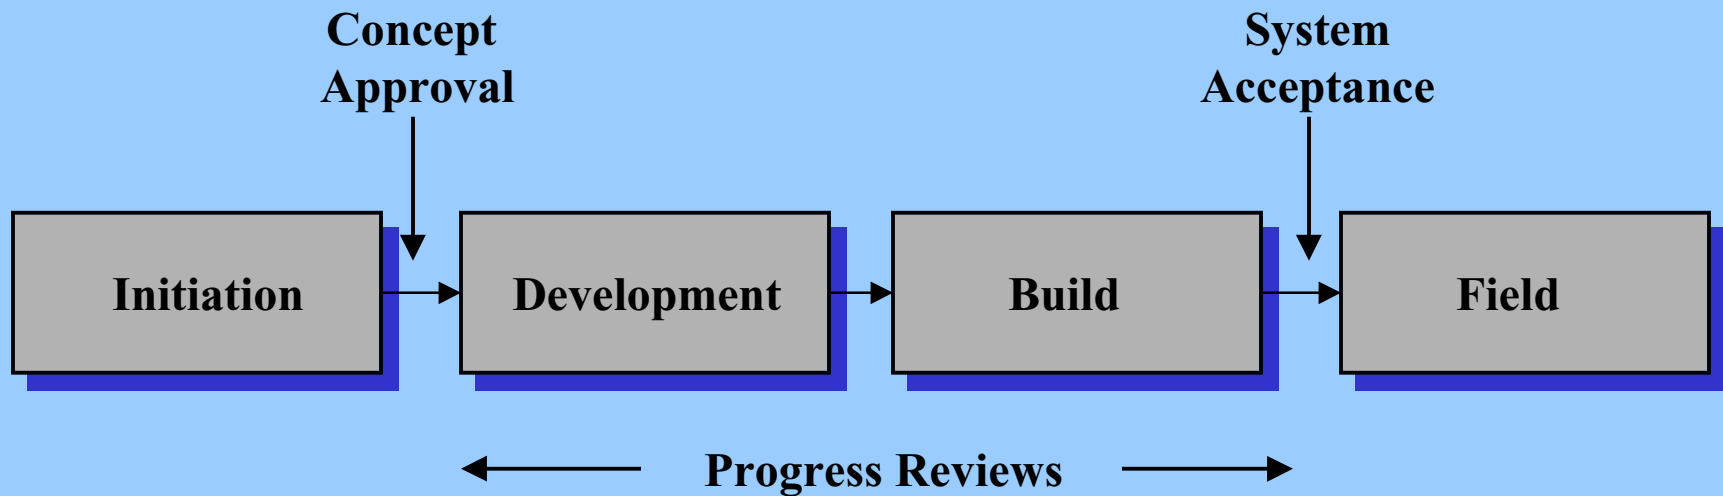 Concept
Approval
System
Acceptance
Initiation
Development
Build
Field
Progress Reviews